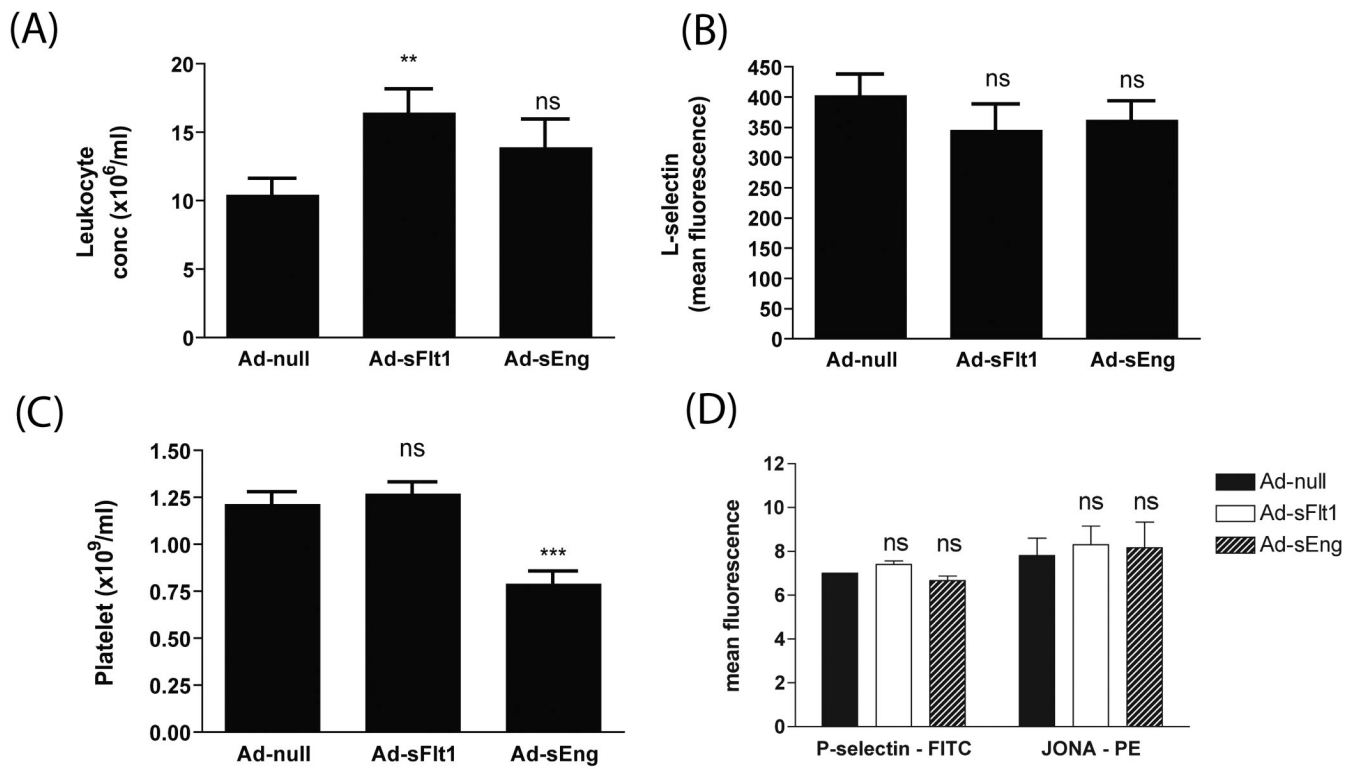 (A)
Leukocyte
conc (x10⁶/ml)
20
15
10
5
0
**
ns
Ad-null Ad-sFlt1 Ad-sEng
(B)
L-selectin
(mean fluorescence)
450
400
350
300
250
200
150
100
50
0
ns ns
Ad-null Ad-sFlt1 Ad-sEng
(C)
Platelet (x10⁹/ml)
1.50
1.25
1.00
0.75
0.50
0.25
0.00
ns
***
Ad-null Ad-sFlt1 Ad-sEng
(D)
mean fluorescence
12
10
8
6
4
2
0
ns ns ns ns
P-selectin - FITC JONA - PE
Ad-null
Ad-sFlt1
Ad-sEng